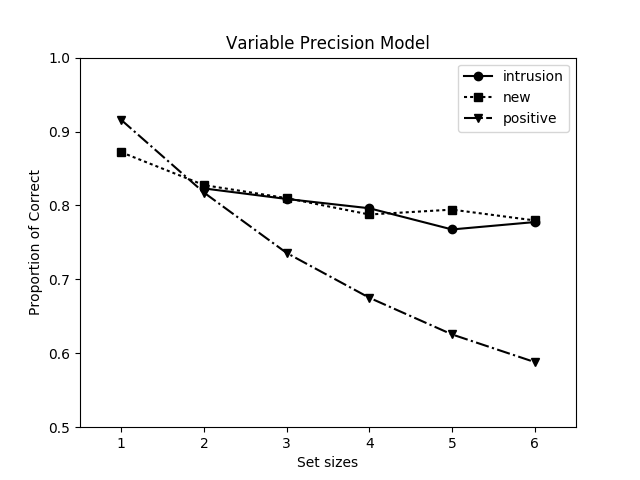 Variable Precision Model
intrusion
new
positive
1.0
0.9
0.8
0.7
0.6
0.5
Proportion of Correct
1 2 3 4 5 6
Set sizes